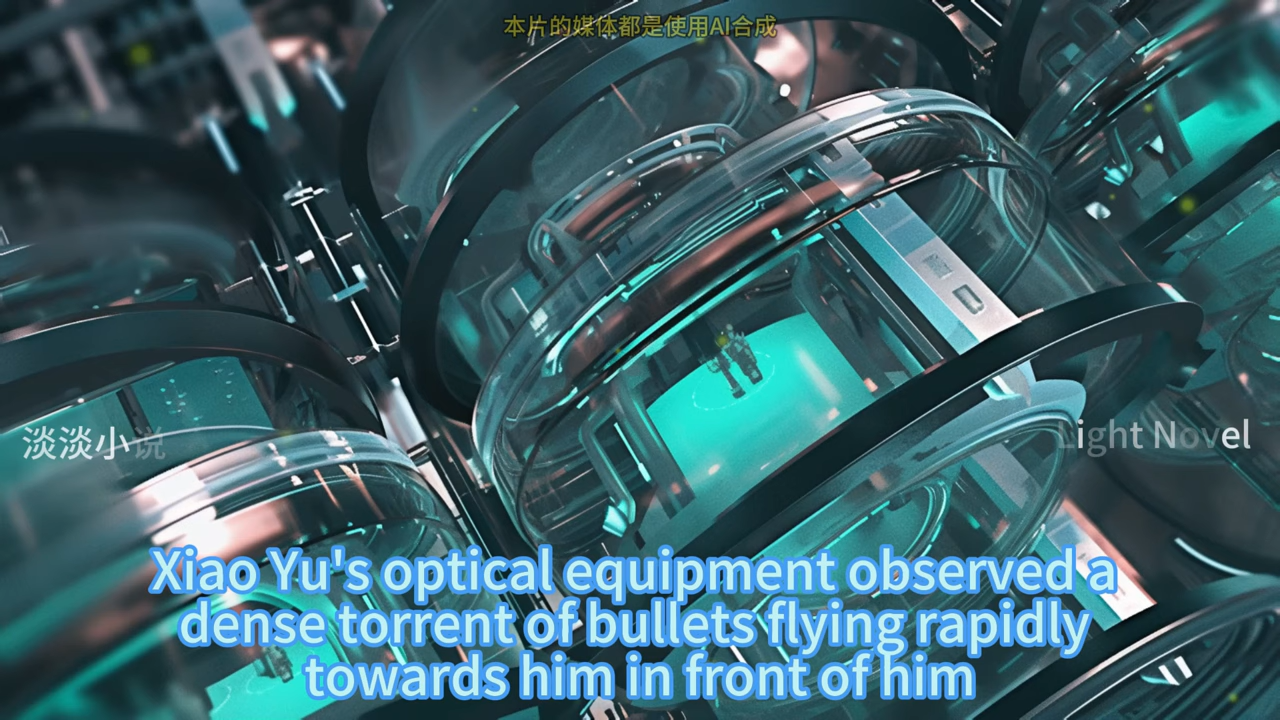 本片的媒体都是使用AI合成
淡淡小说
Light Novel
Xiao Yu's optical equipment observed a
dense torrent of bullets flying rapidly
towards him in front of him